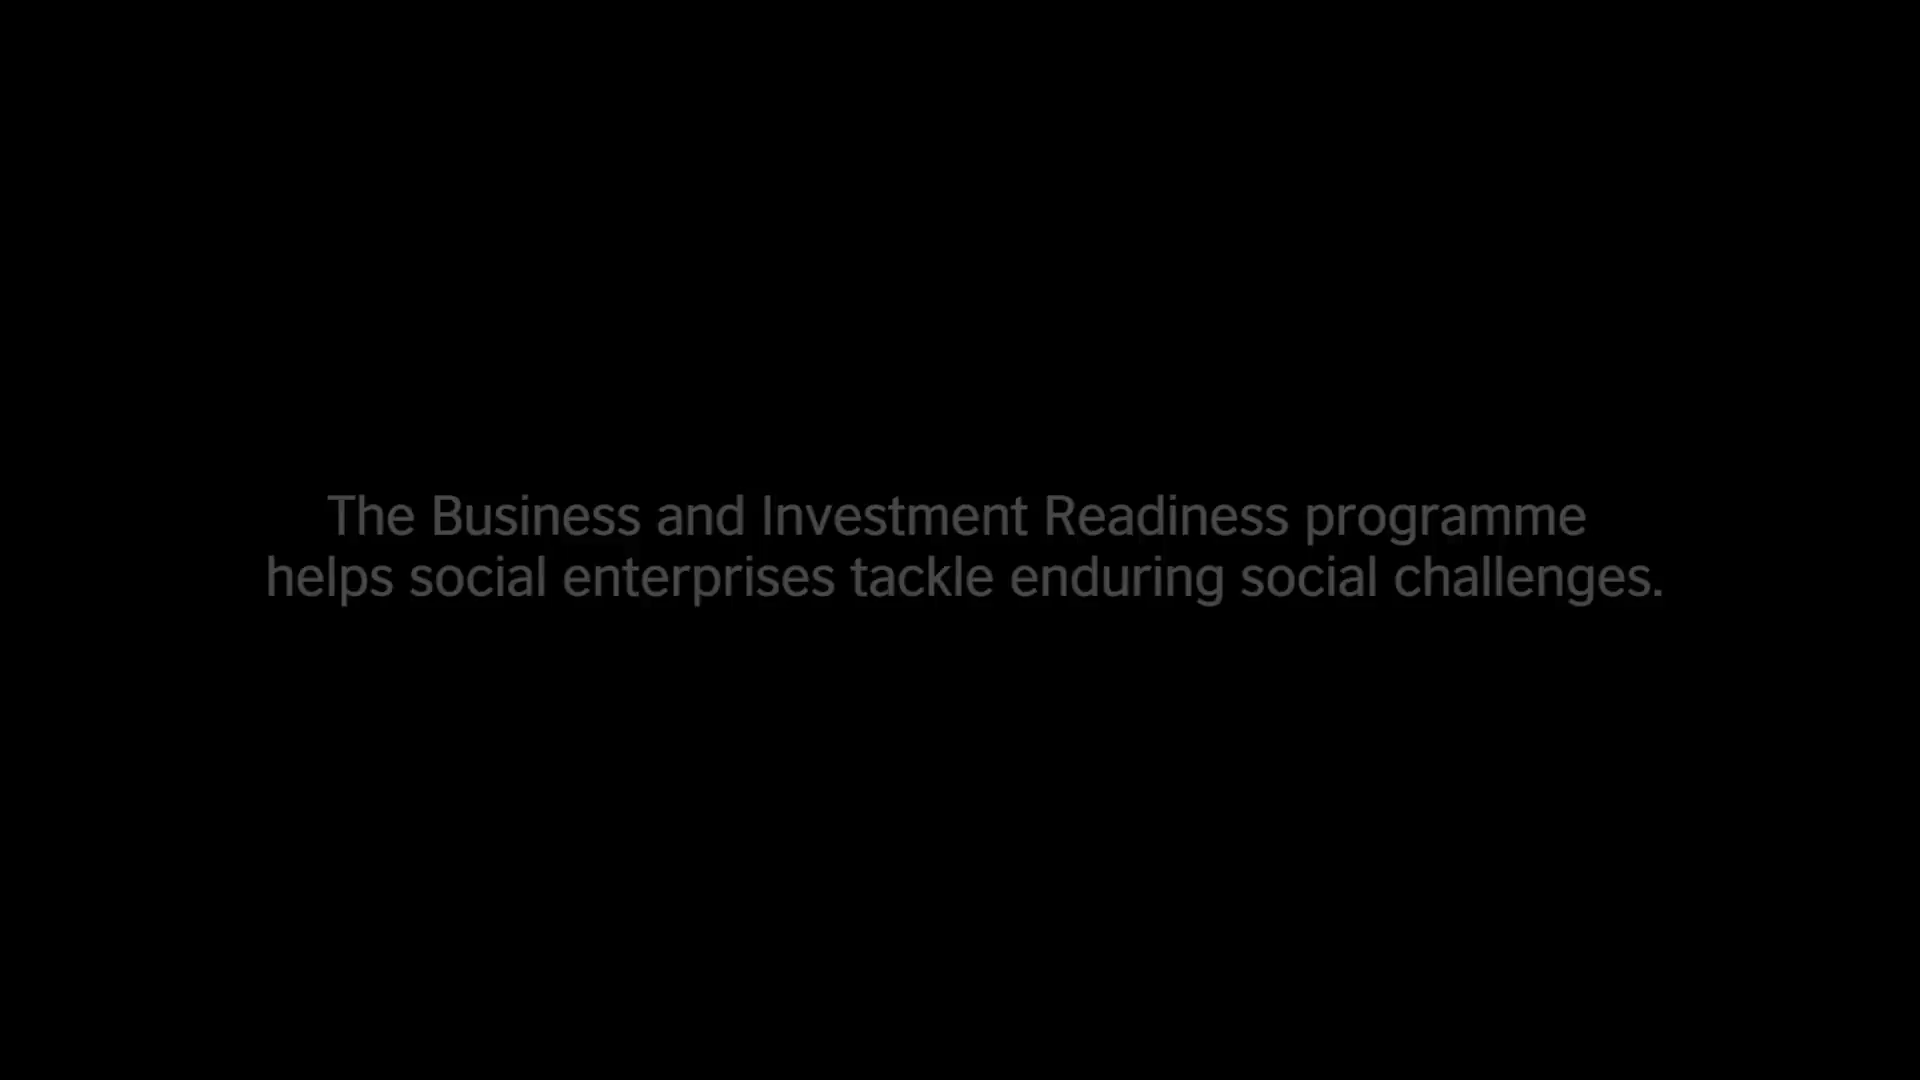 The Business and Investment Readiness programme
helps social enterprises tackle enduring social challenges.